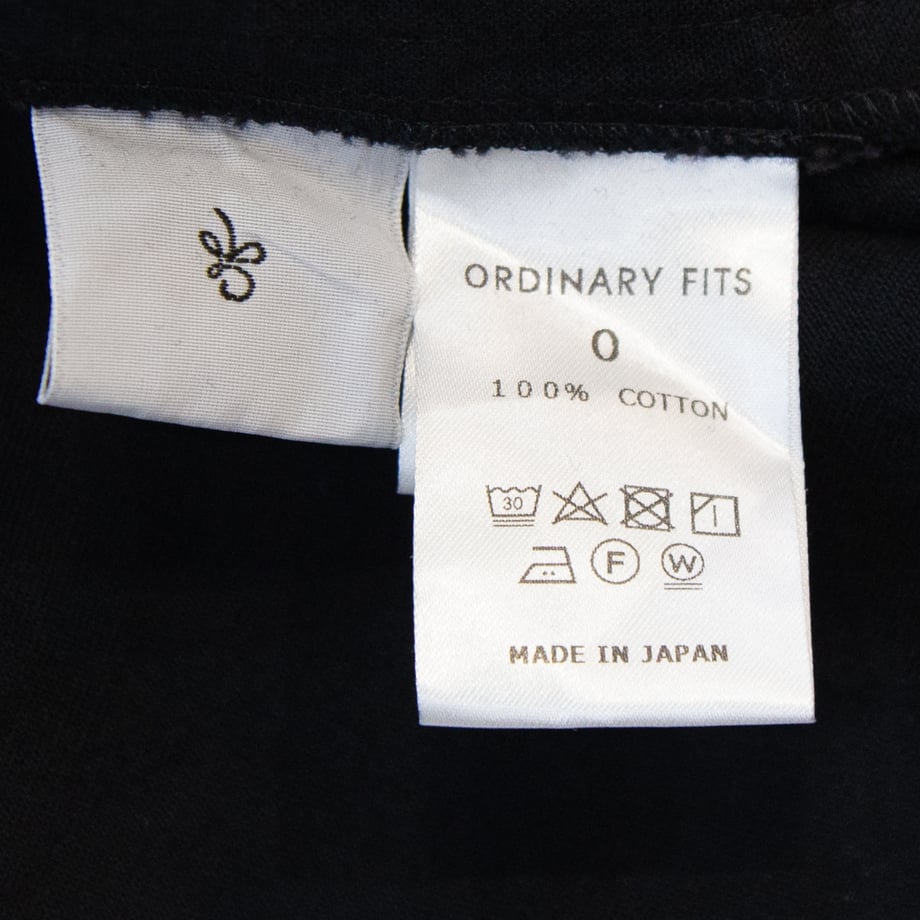 ORDINARY FITS
0
100% COTTON
30
F W
MADE IN JAPAN